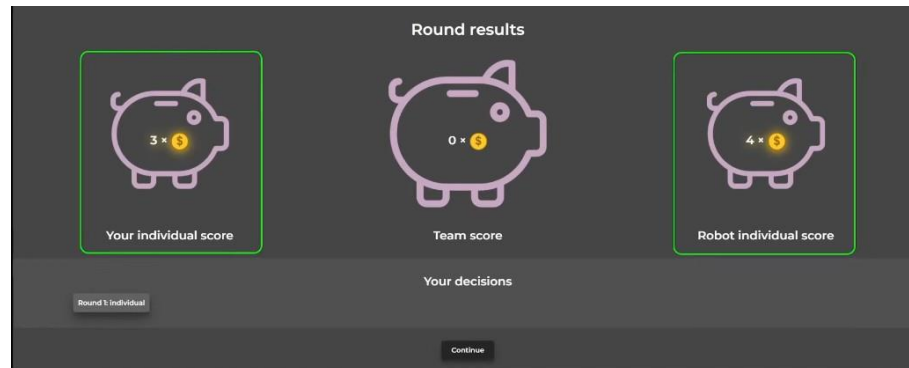 Round results
3 × $
0 × $
4 × $
Your individual score
Team score
Robot individual score
Your decisions
Round 1: individual
Continue